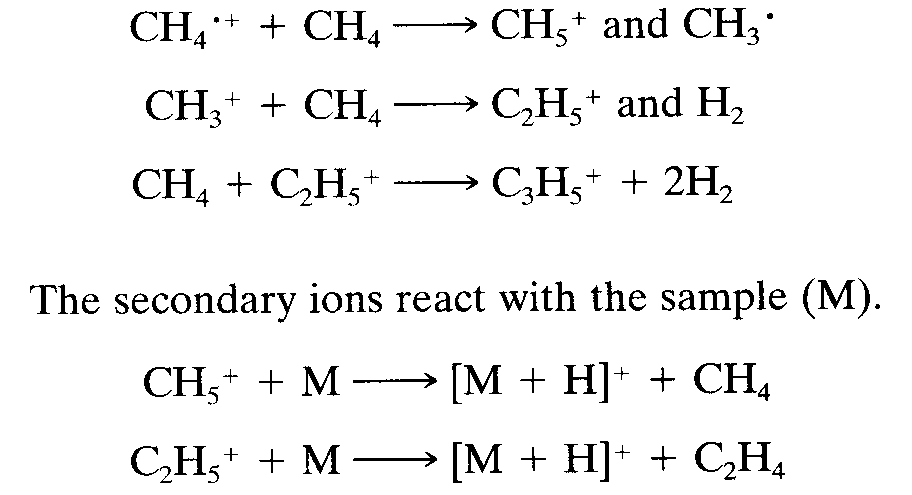 CH₄·⁺ + CH₄ ⟶ CH₅⁺ and CH₃·
CH₃⁺ + CH₄ ⟶ C₂H₅⁺ and H₂
CH₄ + C₂H₅⁺ ⟶ C₃H₅⁺ + 2H₂
The secondary ions react with the sample (M).
CH₅⁺ + M ⟶ [M + H]⁺ + CH₄
C₂H₅⁺ + M ⟶ [M + H]⁺ + C₂H₄